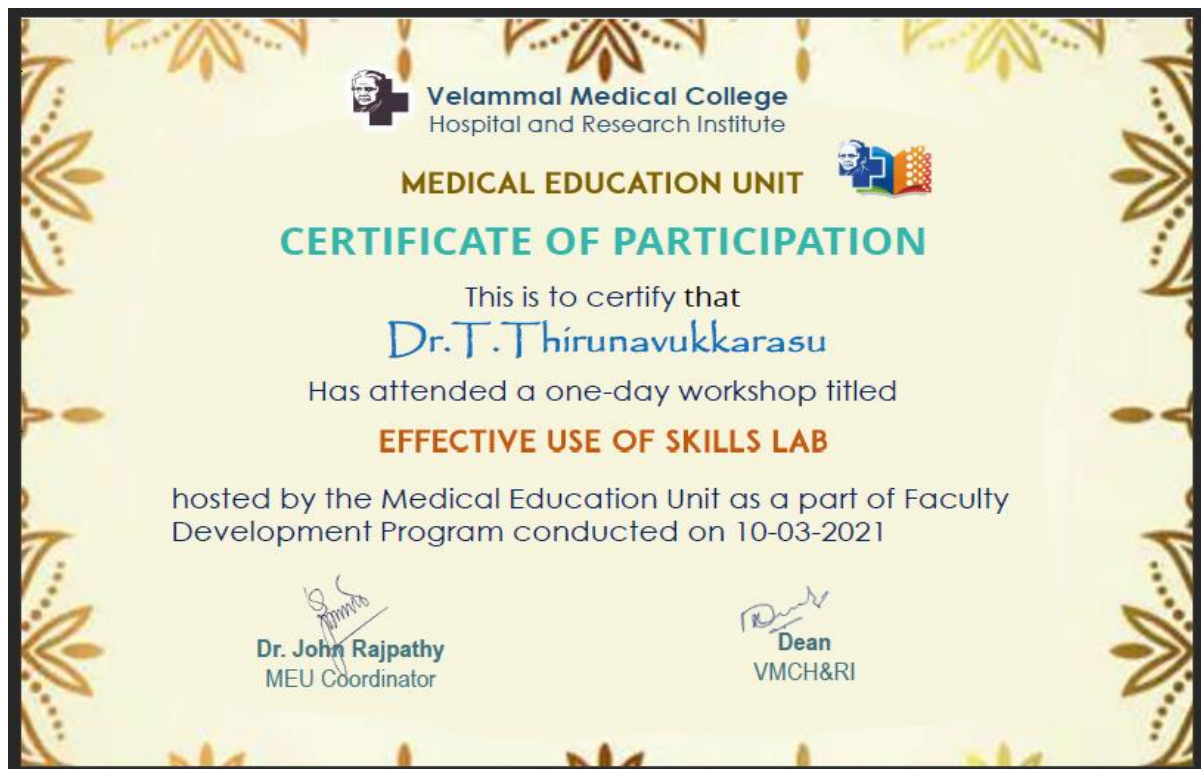 Velammal Medical College
Hospital and Research Institute
MEDICAL EDUCATION UNIT
CERTIFICATE OF PARTICIPATION
This is to certify that
Dr.T.Thirunavukkarasu
Has attended a one-day workshop titled
EFFECTIVE USE OF SKILLS LAB
hosted by the Medical Education Unit as a part of Faculty
Development Program conducted on 10-03-2021
Dr. John Rajpathy
MEU Coordinator
Dean
VMCH&RI